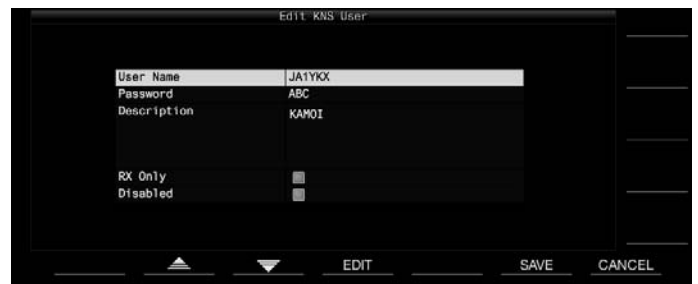 Edit KNS User
User Name JA1YKX
Password ABC
Description KAMOI
RX Only
Disabled
EDIT SAVE CANCEL